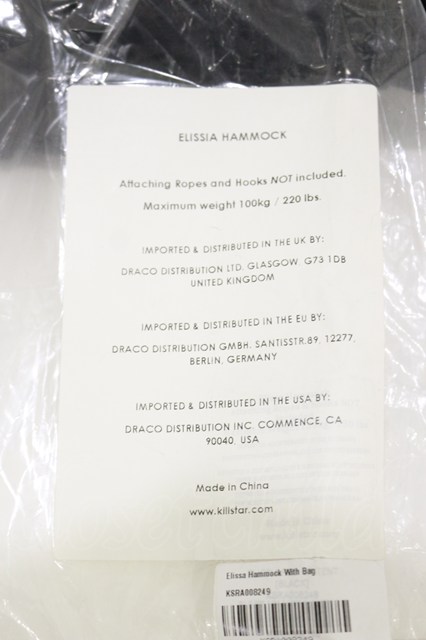 ELISSIA HAMMOCK
Attaching Ropes and Hooks NOT included.
Maximum weight 100kg / 220 lbs.
IMPORTED & DISTRIBUTED IN THE UK BY:
DRACO DISTRIBUTION LTD. GLASGOW. G73 1DB
UNITED KINGDOM
IMPORTED & DISTRIBUTED IN THE EU BY:
DRACO DISTRIBUTION GMBH. SANTISSTR.89. 12277,
BERLIN, GERMANY
IMPORTED & DISTRIBUTED IN THE USA BY:
DRACO DISTRIBUTION INC. COMMENCE, CA
90040, USA
Made in China
www.killstar.com
Elissa Hammock With Bag
KSRA008249